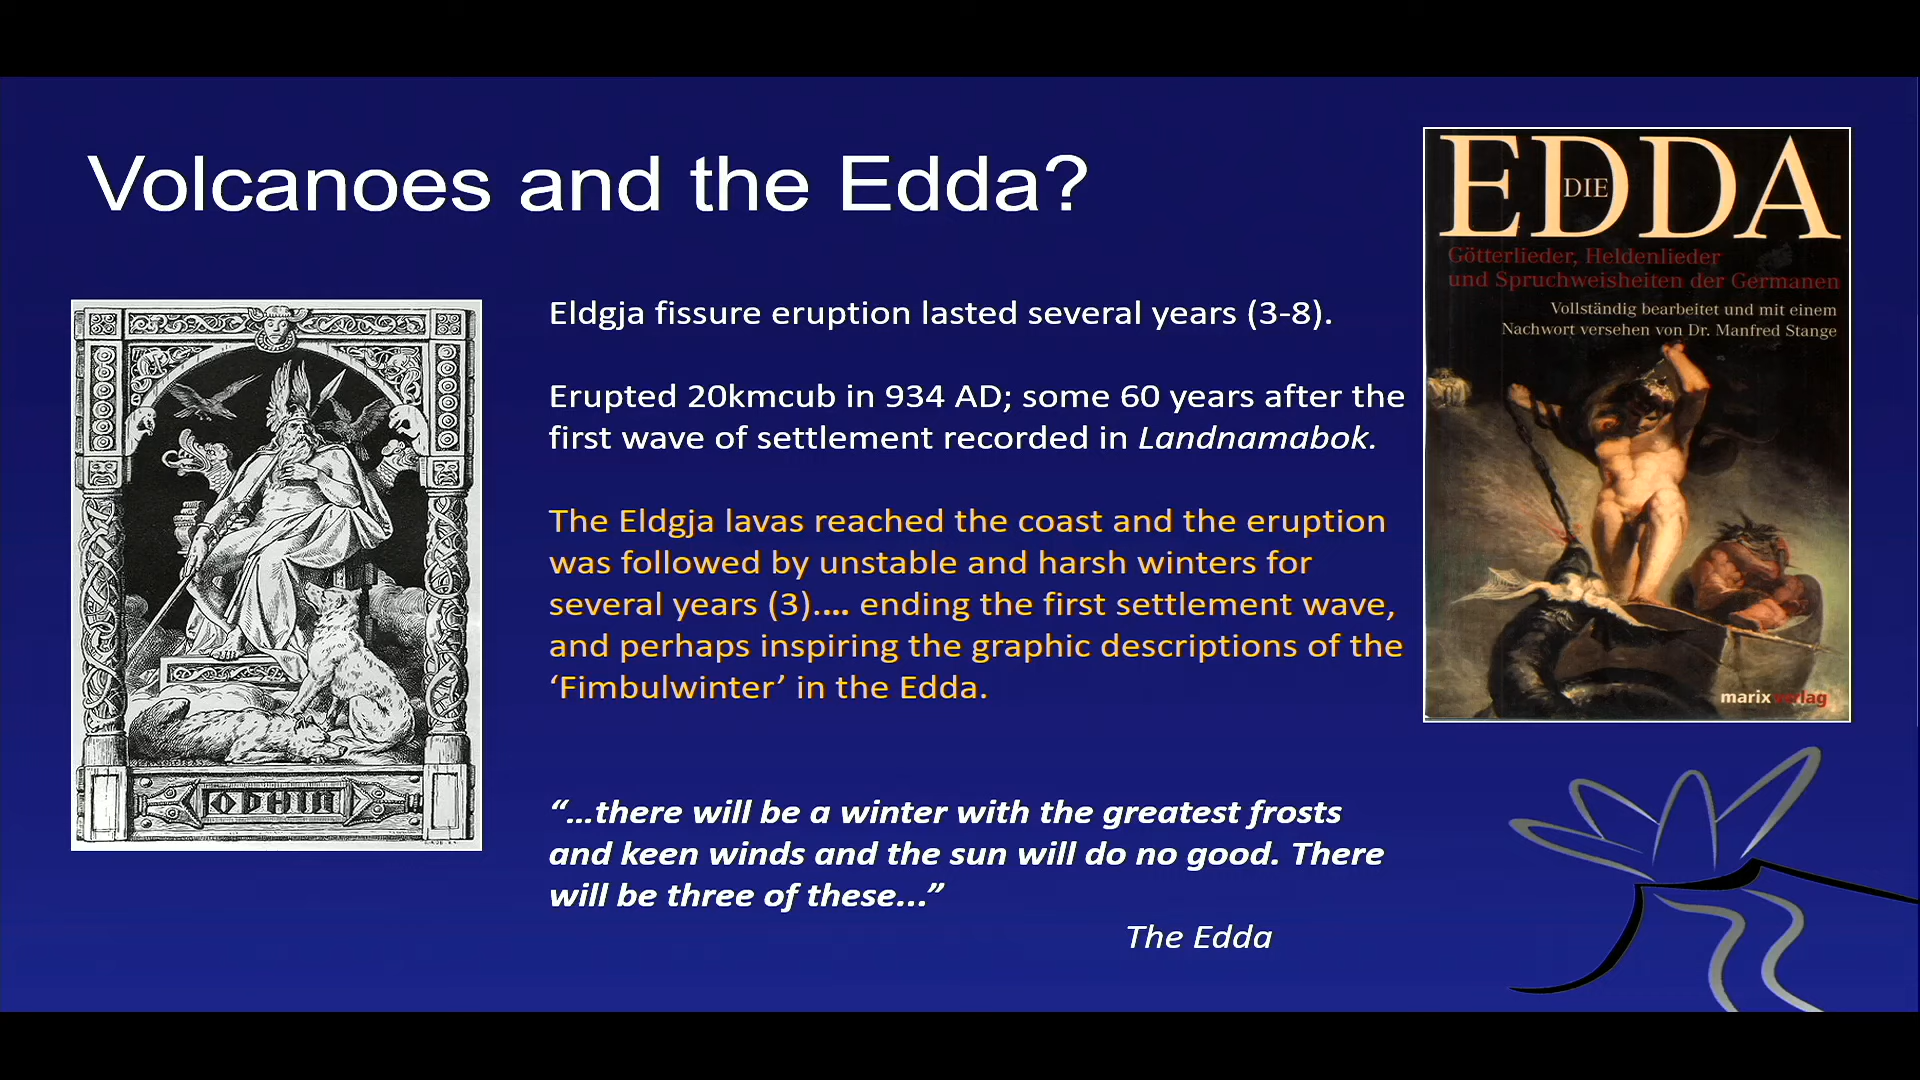 Volcanoes and the Edda?
Eldgja fissure eruption lasted several years (3-8).
Erupted 20kmcub in 934 AD; some 60 years after the
first wave of settlement recorded in Landnamabok.
The Eldgja lavas reached the coast and the eruption
was followed by unstable and harsh winters for
several years (3).... ending the first settlement wave,
and perhaps inspiring the graphic descriptions of the
‘Fimbulwinter’ in the Edda.
“...there will be a winter with the greatest frosts
and keen winds and the sun will do no good. There
will be three of these...”
The Edda
ODHIN
DIE
EDDA
Götterlieder, Heldenlieder
und Spruchweisheiten der Germanen
Vollständig bearbeitet und mit einem
Nachwort versehen von Dr. Manfred Stange
marixverlag